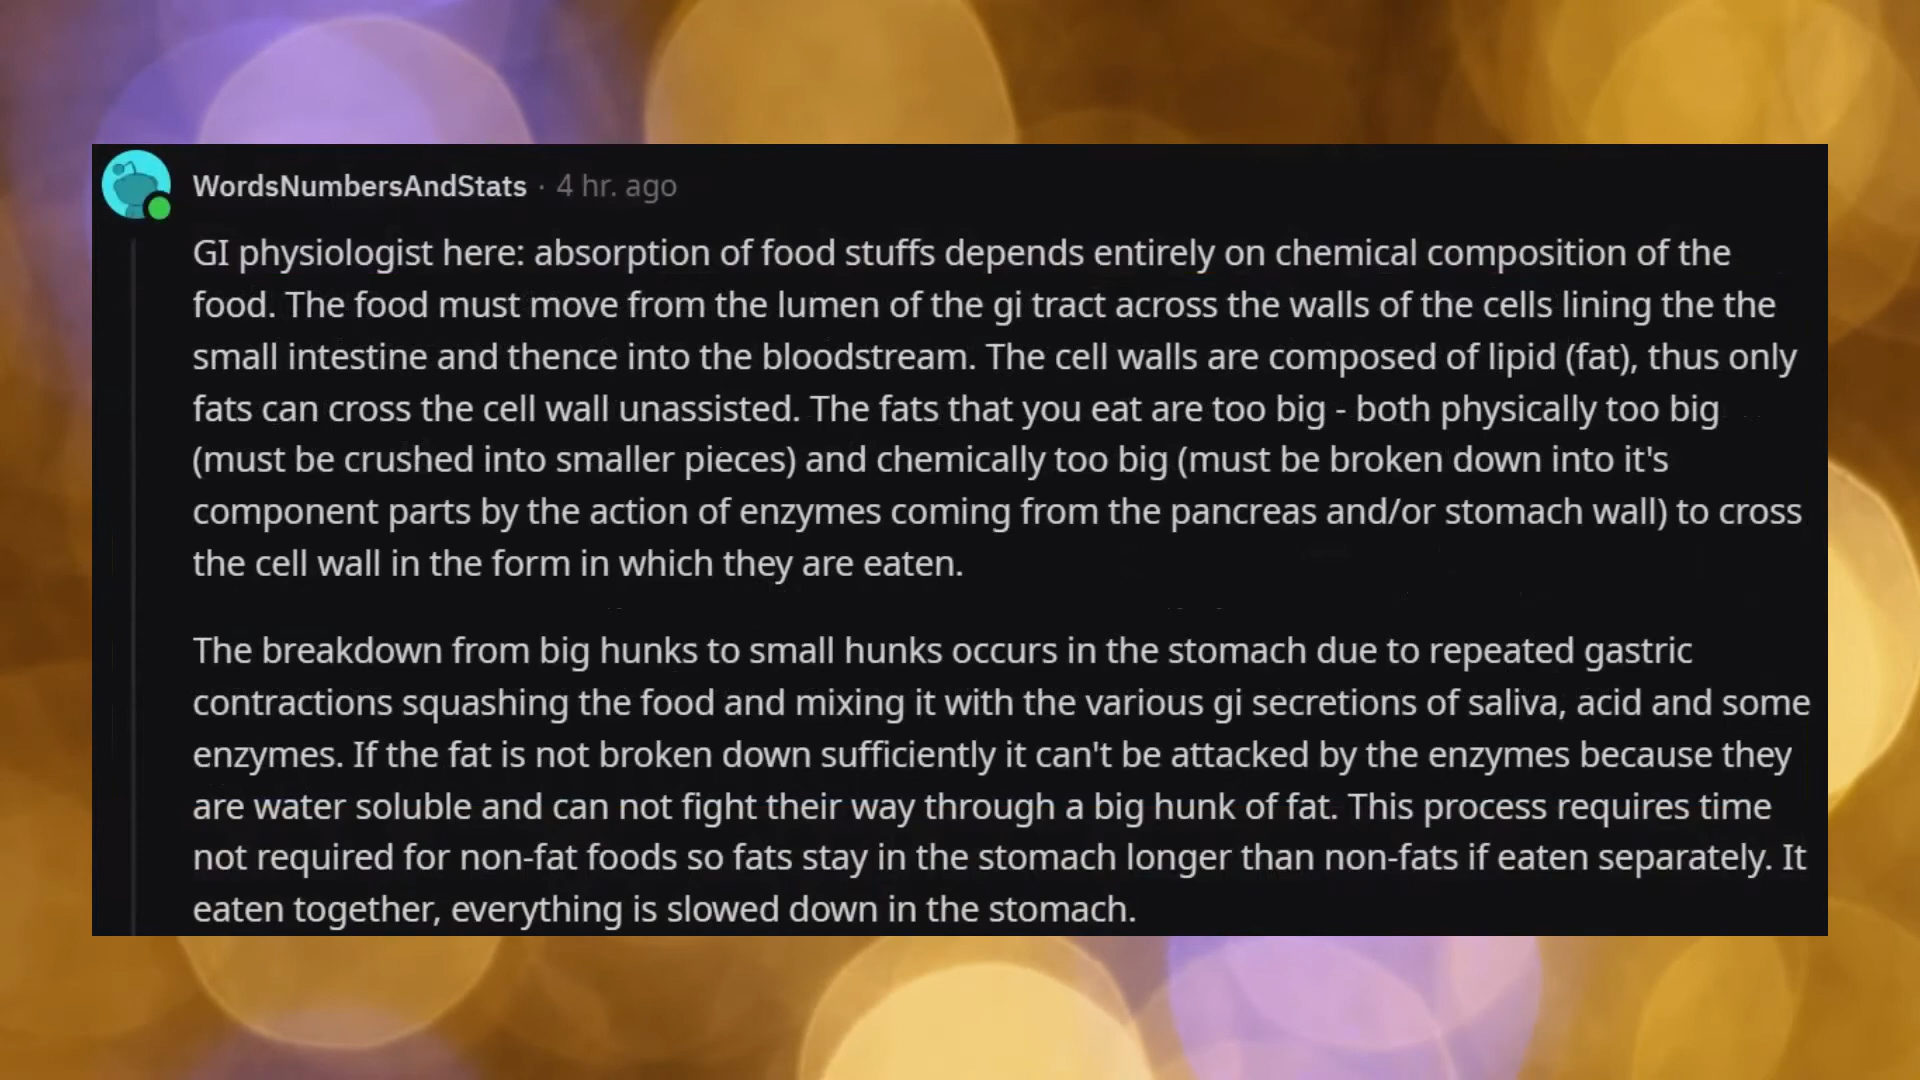 WordsNumbersAndStats · 4 hr. ago
GI physiologist here: absorption of food stuffs depends entirely on chemical composition of the
food. The food must move from the lumen of the gi tract across the walls of the cells lining the the
small intestine and thence into the bloodstream. The cell walls are composed of lipid (fat), thus only
fats can cross the cell wall unassisted. The fats that you eat are too big - both physically too big
(must be crushed into smaller pieces) and chemically too big (must be broken down into it's
component parts by the action of enzymes coming from the pancreas and/or stomach wall) to cross
the cell wall in the form in which they are eaten.
The breakdown from big hunks to small hunks occurs in the stomach due to repeated gastric
contractions squashing the food and mixing it with the various gi secretions of saliva, acid and some
enzymes. If the fat is not broken down sufficiently it can't be attacked by the enzymes because they
are water soluble and can not fight their way through a big hunk of fat. This process requires time
not required for non-fat foods so fats stay in the stomach longer than non-fats if eaten separately. It
eaten together, everything is slowed down in the stomach.